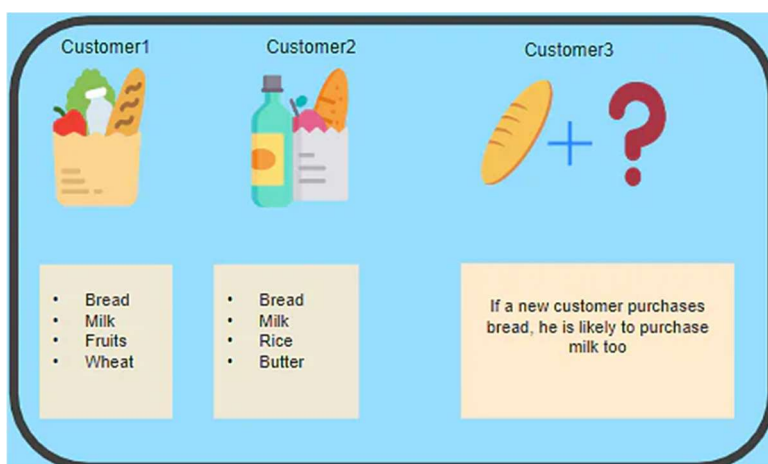 Customer1
Customer2
Customer3
• Bread
• Milk
• Fruits
• Wheat
• Bread
• Milk
• Rice
• Butter
If a new customer purchases
bread, he is likely to purchase
milk too